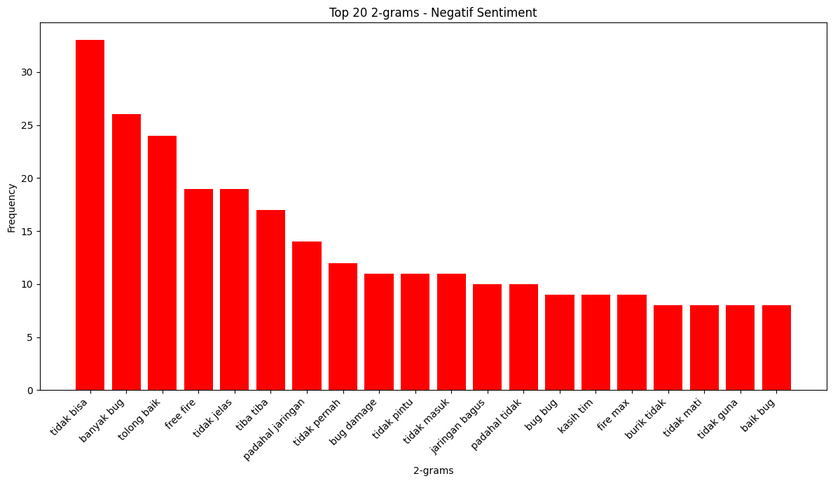 Top 20 2-grams - Negatif Sentiment
Frequency
30
25
20
15
10
5
0
tidak bisa
banyak bug
tolong baik
free fire
tidak jelas
tiba tiba
padahal jaringan
tidak pernah
bug damage
tidak pintu
tidak masuk
jaringan bagus
padahal tidak
bug bug
kasih tim
fire max
burik tidak
tidak mati
tidak guna
baik bug
2-grams